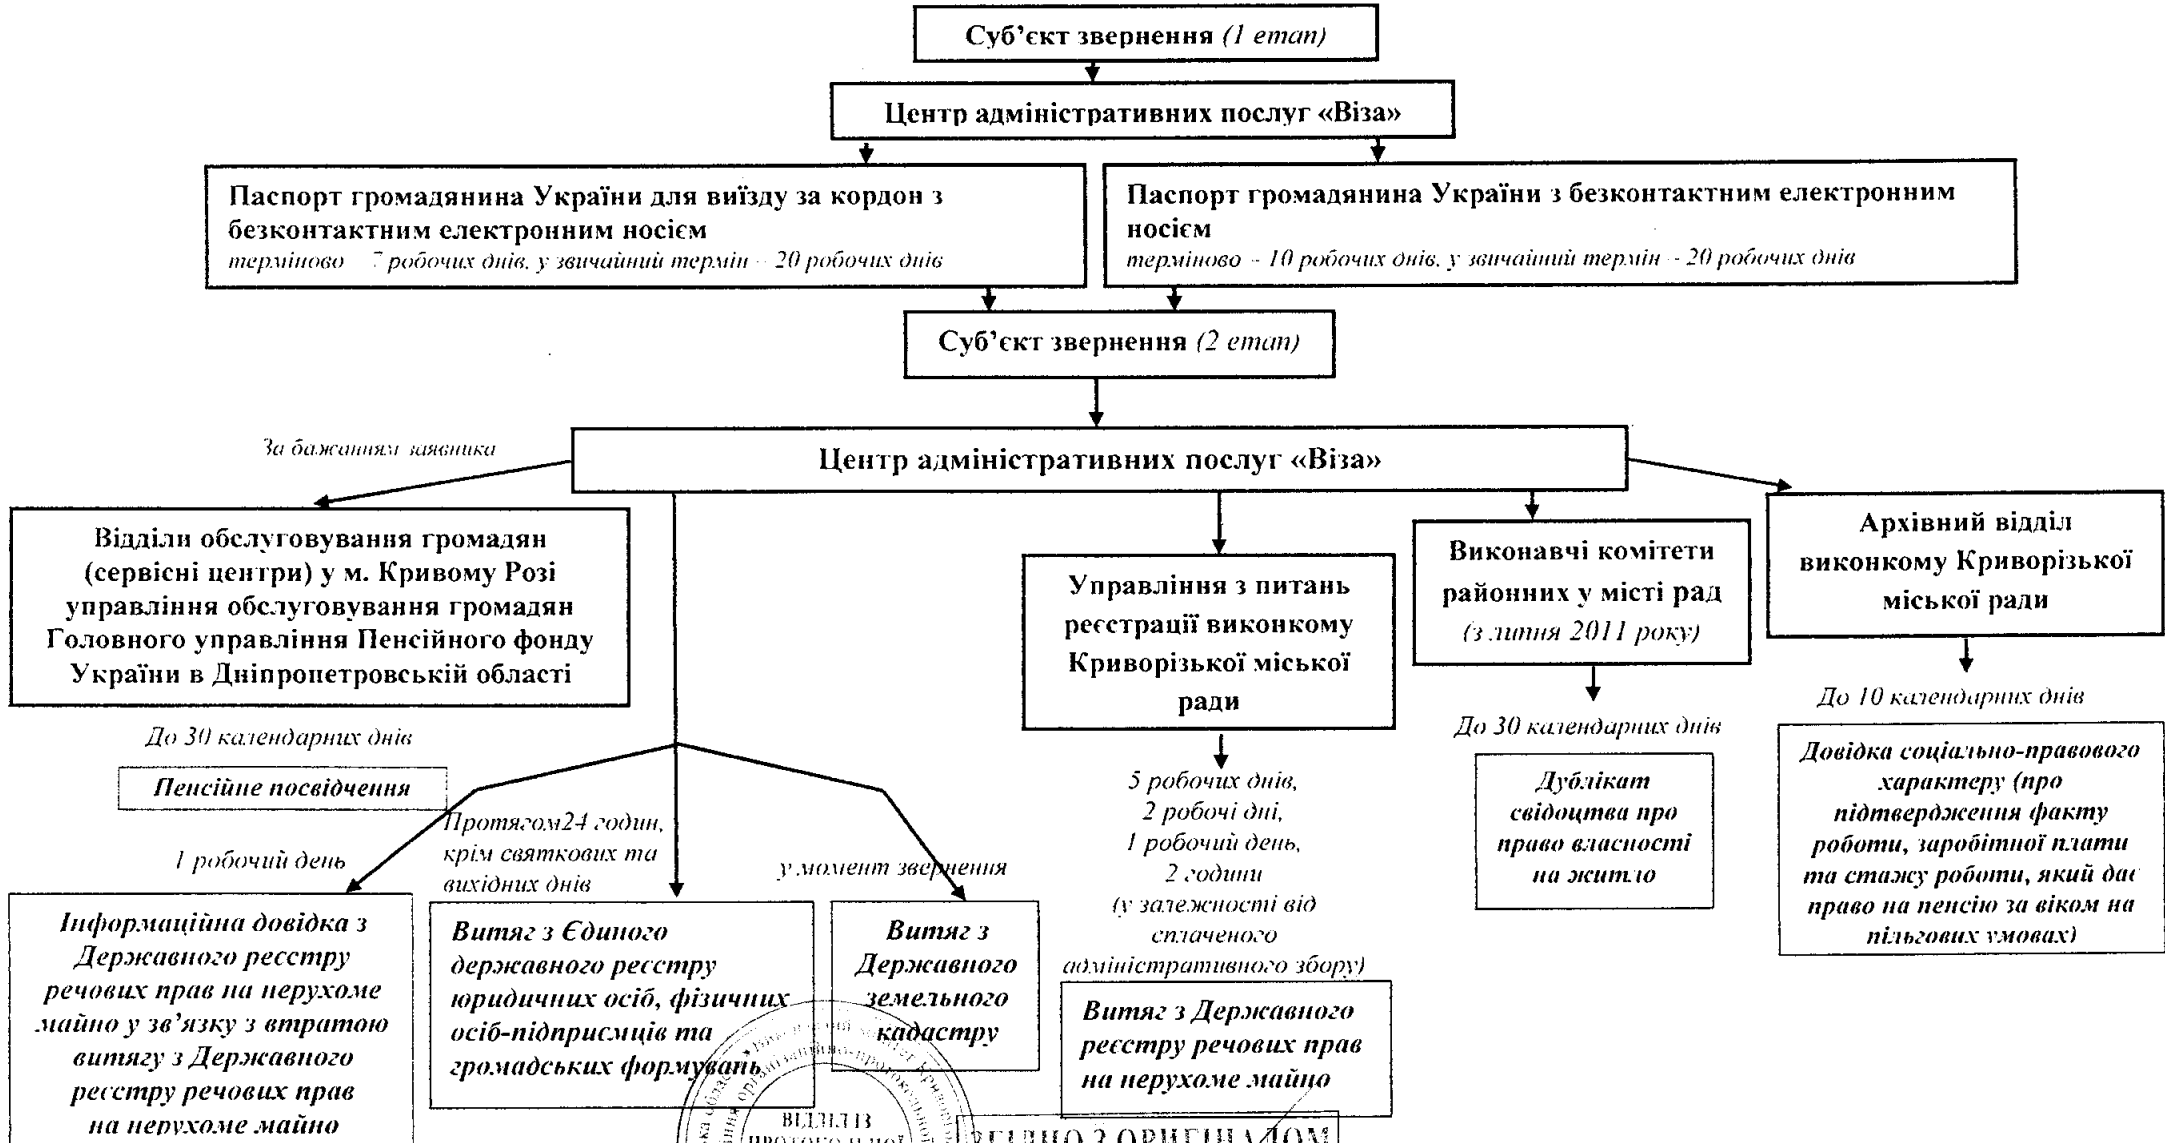 Суб’єкт звернення (1 етап)
Центр адміністративних послуг «Віза»
Паспорт громадянина України для виїзду за кордон з
безконтактним електронним носієм
терміново – 7 робочих днів, у звичайний термін – 20 робочих днів
Паспорт громадянина України з безконтактним електронним
носієм
терміново – 10 робочих днів, у звичайний термін – 20 робочих днів
Суб’єкт звернення (2 етап)
За бажанням заявника
Центр адміністративних послуг «Віза»
Відділи обслуговування громадян
(сервісні центри) у м. Кривому Розі
управління обслуговування громадян
Головного управління Пенсійного фонду
України в Дніпропетровській області
До 30 календарних днів
Пенсійне посвідчення
Управління з питань
реєстрації виконкому
Криворізької міської
ради
Виконавчі комітети
районних у місті рад
(з липня 2011 року)
Архівний відділ
виконкому Криворізької
міської ради
До 30 календарних днів
Дублікат
свідоцтва про
право власності
на житло
До 10 календарних днів
Довідка соціально-правового
характеру (про
підтвердження факту
роботи, заробітної плати
та стажу роботи, який дає
право на пенсію за віком на
пільгових умовах)
1 робочий день
Інформаційна довідка з
Державного реєстру
речових прав на нерухоме
майно у зв’язку з втратою
витягу з Державного
реєстру речових прав
на нерухоме майно
Протягом24 годин,
крім святкових та
вихідних днів
Витяг з Єдиного
державного реєстру
юридичних осіб, фізичних
осіб-підприємців та
громадських формувань
у момент звернення
Витяг з
Державного
земельного
кадастру
5 робочих днів,
2 робочі дні,
1 робочий день,
2 години
(у залежності від
сплаченого
адміністративного збору)
Витяг з Державного
реєстру речових прав
на нерухоме майно
ВІДДІЛ ІЗ
ЗГІДНО З ОРИГІНАЛОМ